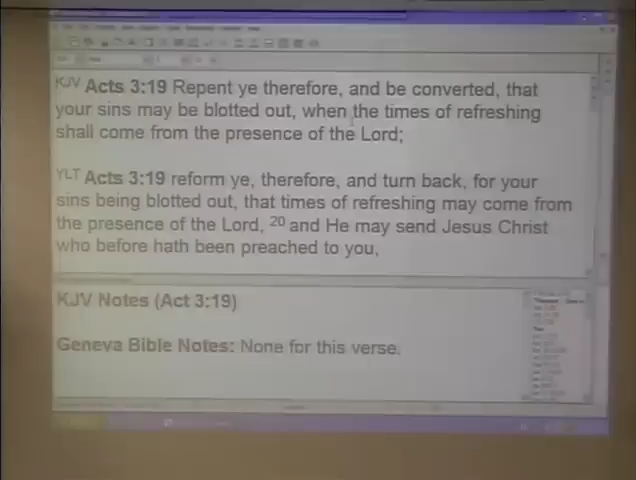 KJV Acts 3:19 Repent ye therefore, and be converted, that
your sins may be blotted out, when the times of refreshing
shall come from the presence of the Lord;
YLT Acts 3:19 reform ye, therefore, and turn back, for your
sins being blotted out, that times of refreshing may come from
the presence of the Lord, 20 and He may send Jesus Christ
who before hath been preached to you,
KJV Notes (Act 3:19)
Geneva Bible Notes: None for this verse.